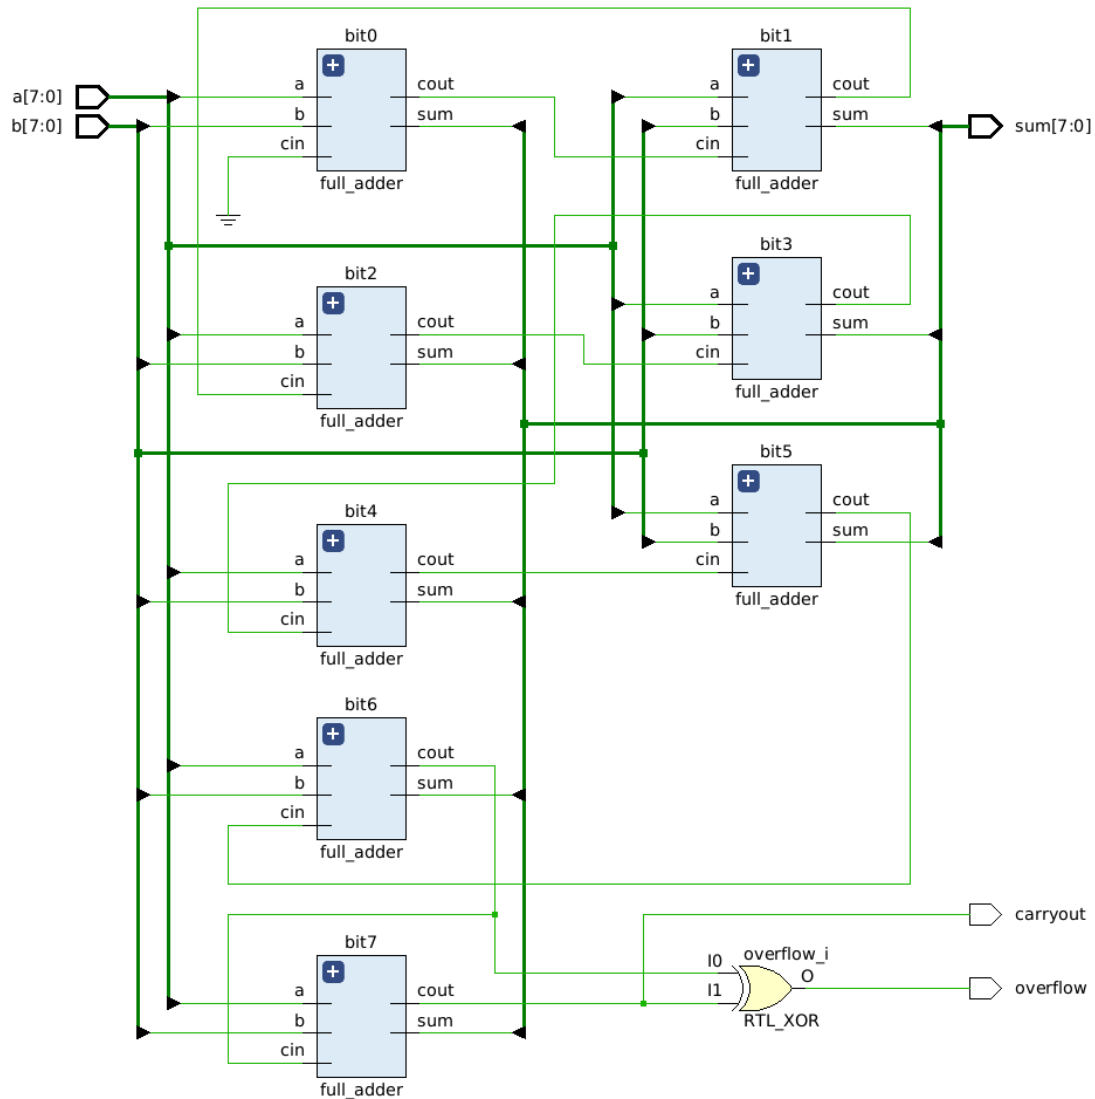 bit0
a
b
cin
cout
sum
full_adder
bit1
a
b
cin
cout
sum
full_adder
a[7:0]
b[7:0]
sum[7:0]
bit2
a
b
cin
cout
sum
full_adder
bit3
a
b
cin
cout
sum
full_adder
bit4
a
b
cin
cout
sum
full_adder
bit5
a
b
cin
cout
sum
full_adder
bit6
a
b
cin
cout
sum
full_adder
bit7
a
b
cin
cout
sum
full_adder
overflow_i
I0
I1
O
RTL_XOR
carryout
overflow